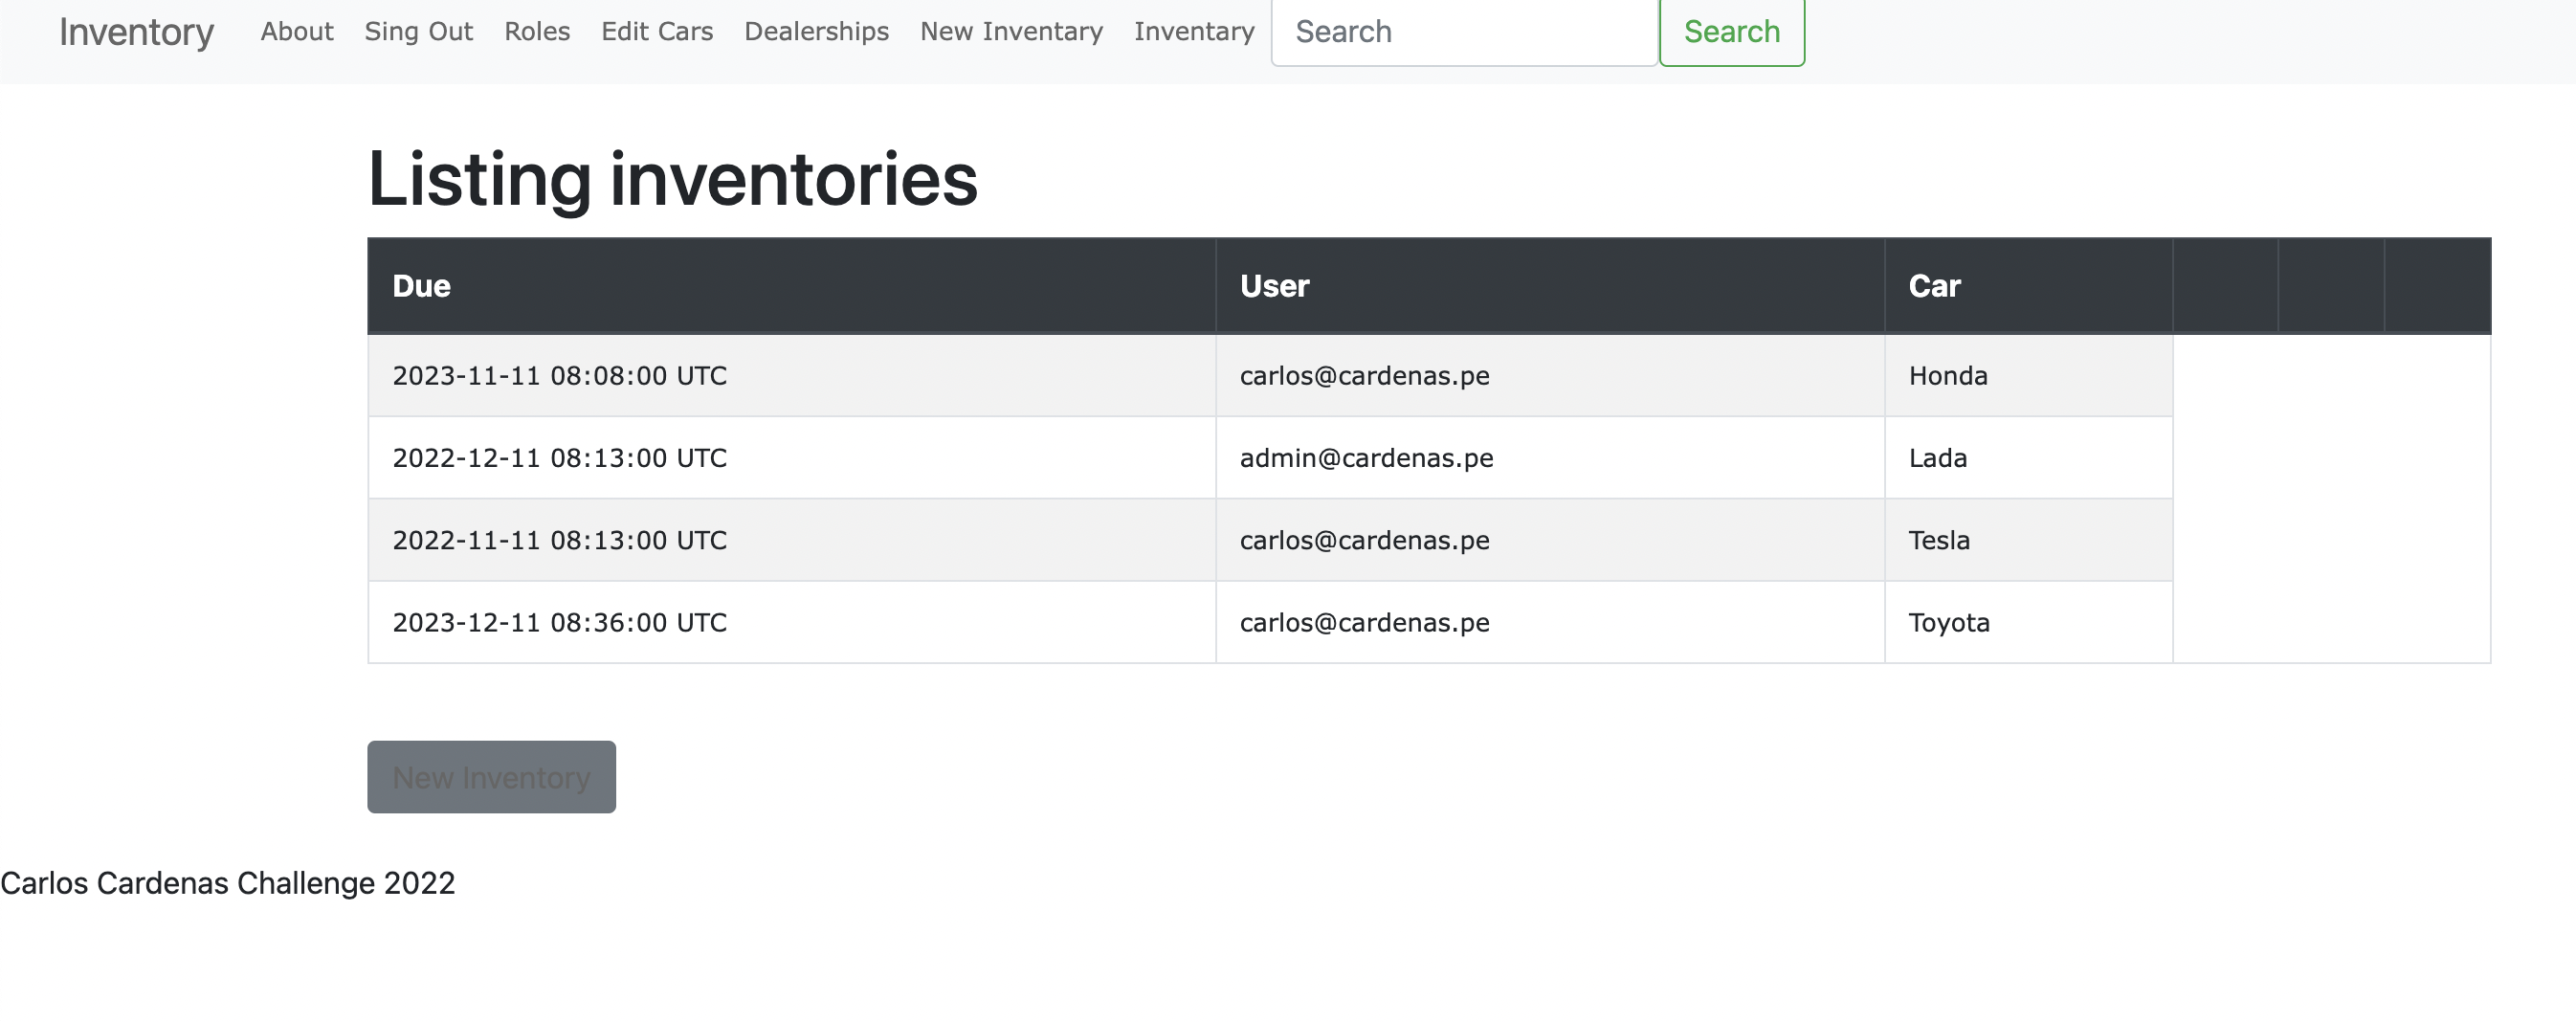 Inventory About Sing Out Roles Edit Cars Dealerships New Inventary Inventary Search Search
Listing inventories
Due User Car
2023-11-11 08:08:00 UTC carlos@cardenas.pe Honda
2022-12-11 08:13:00 UTC admin@cardenas.pe Lada
2022-11-11 08:13:00 UTC carlos@cardenas.pe Tesla
2023-12-11 08:36:00 UTC carlos@cardenas.pe Toyota
New Inventory
Carlos Cardenas Challenge 2022